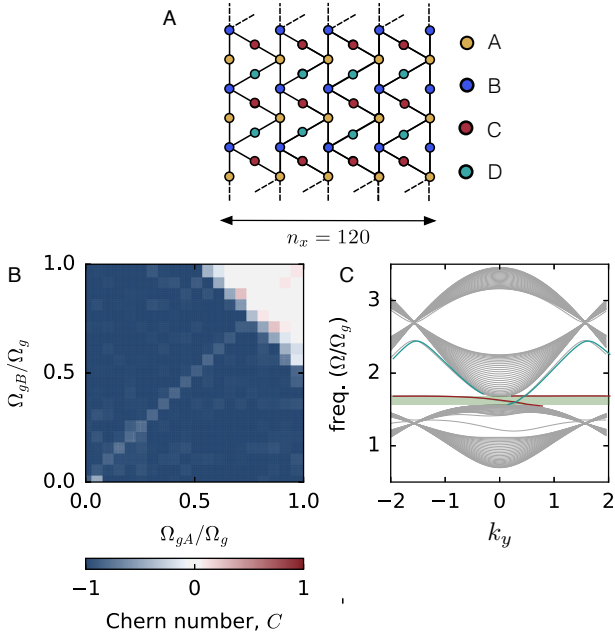 A
A
B
C
D
n_x = 120
B
1.0
0.5
0.0
Ω_gB/Ω_g
0.0 0.5 1.0
Ω_gA/Ω_g
−1 0 1
Chern number, C
C
3
2
1
freq. (Ω/Ω_g)
−2 −1 0 1 2
k_y